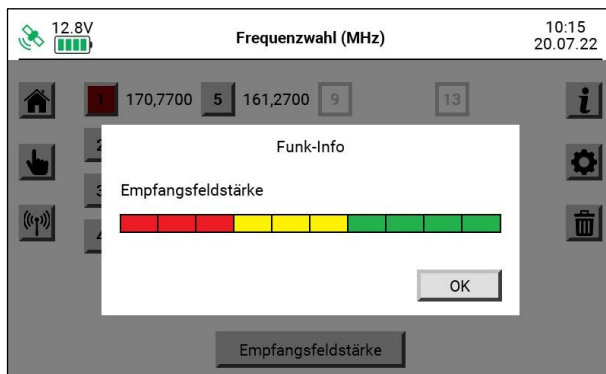 12.8V
Frequenzwahl (MHz)
10:15
20.07.22
1 170,7700 5 161,2700 9 13
i
2
3
4
Funk-Info
Empfangsfeldstärke
OK
Empfangsfeldstärke